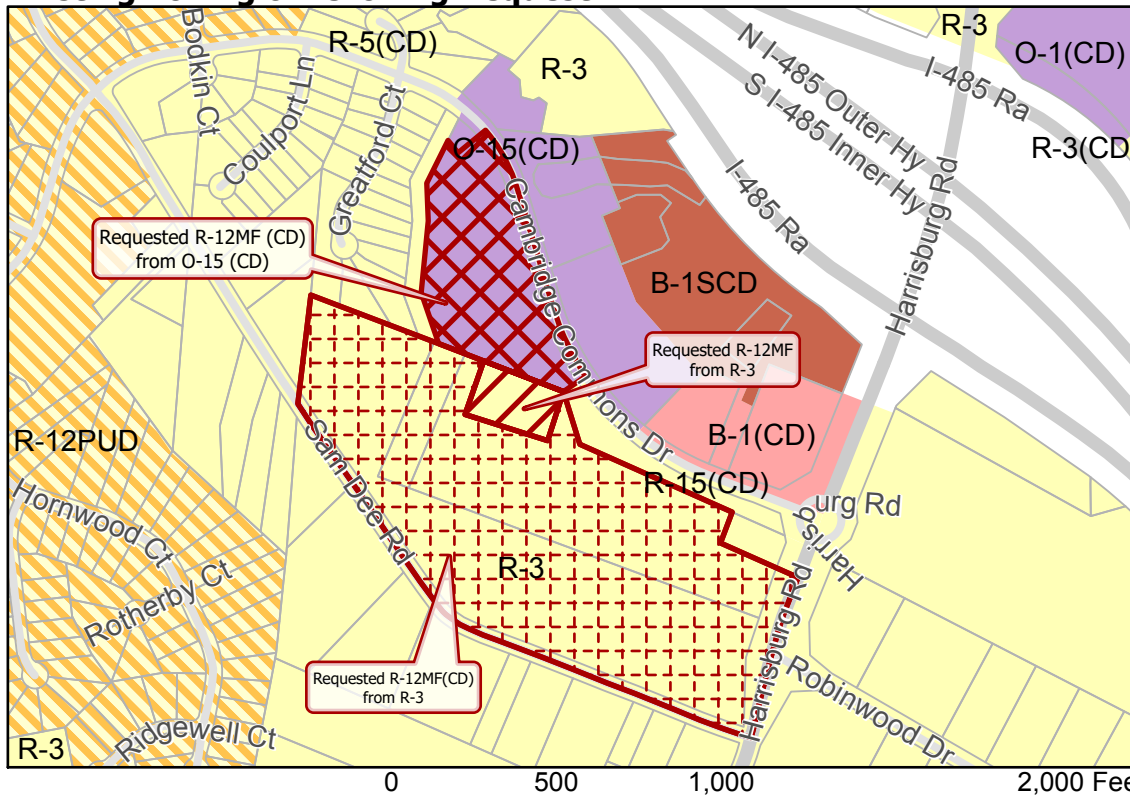 R-5(CD)
R-3
R-3
O-1(CD)
R-3(CD
N I-485 Outer Hy
S I-485 Inner Hy
I-485 Ra
I-485 Ra
Harrisburg Rd
Bodkin Ct
Coulport Ln
Greatford Ct
O-15(CD)
Cambridge Commons Dr
Requested R-12MF (CD)
from O-15 (CD)
B-1SCD
Requested R-12MF
from R-3
B-1(CD)
R-15(CD)
urg Rd
Harrisb
R-12PUD
Hornwood Ct
Rotherby Ct
Ridgewell Ct
R-3
Sam Dee Rd
R-3
Requested R-12MF(CD)
from R-3
Harrisburg Rd
Robinwood Dr
0 500 1,000 2,000 Fee